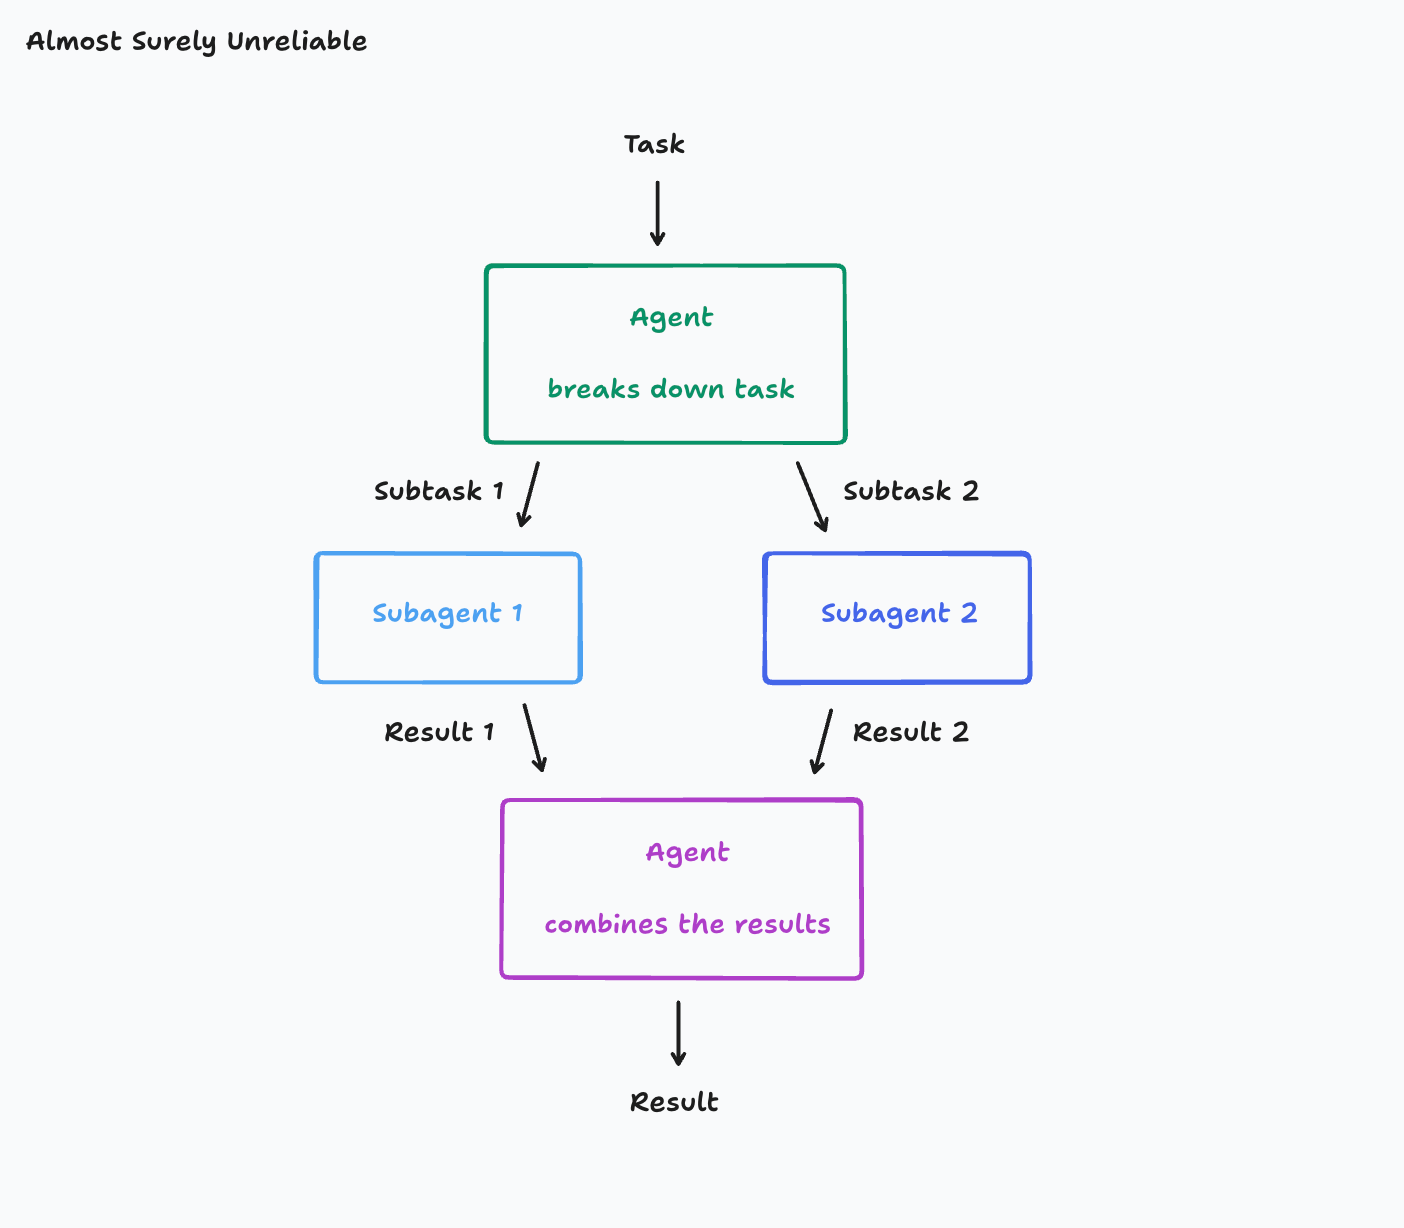 Almost Surely Unreliable
Task
Agent
breaks down task
Subtask 1
Subtask 2
Subagent 1
Subagent 2
Result 1
Result 2
Agent
combines the results
Result